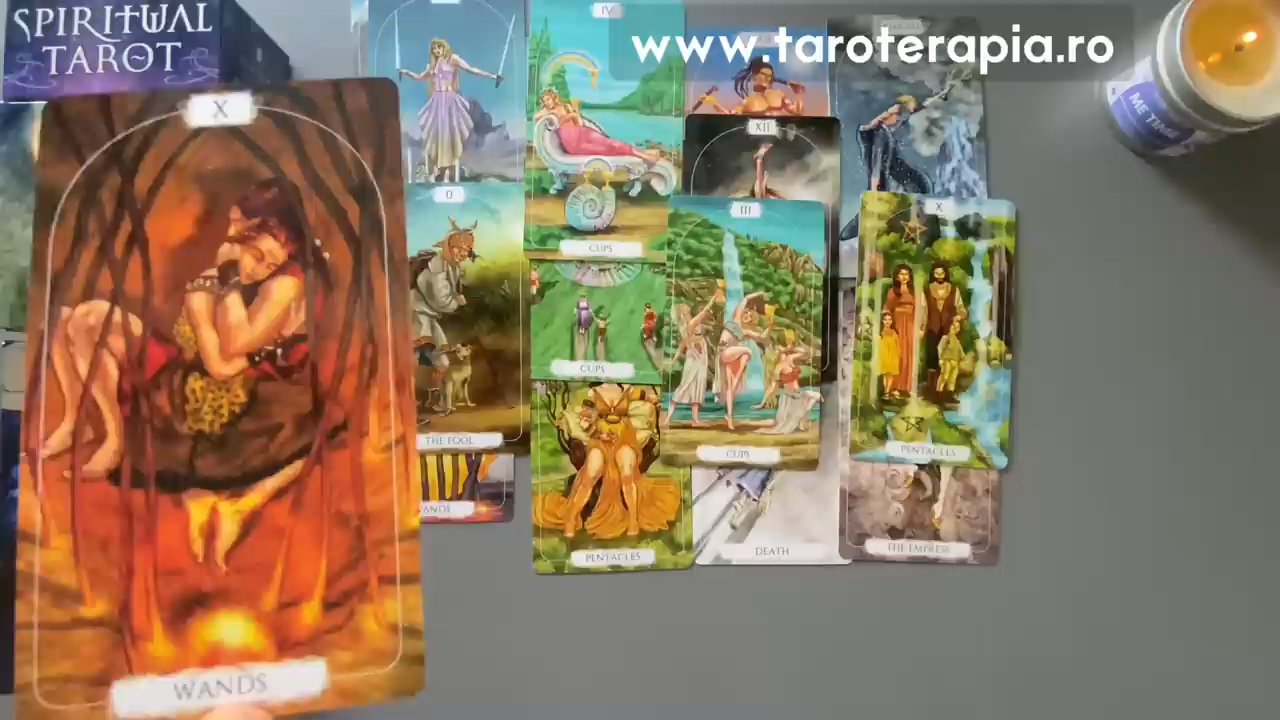 SPIRITUAL
TAROT
www.taroterapia.ro
ME TIME
X
WANDS
0
THE FOOL
IV
CUPS
CUPS
PENTACLES
XII
III
CUPS
DEATH
X
PENTACLES
THE EMPRESS